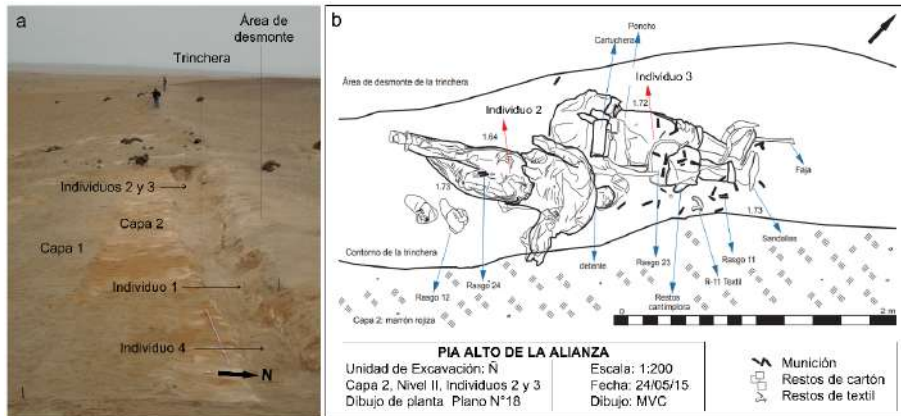 a
Área de
desmonte
Trinchera
Individuos 2 y 3
Capa 2
Capa 1
Individuo 1
Individuo 4
N
b
Poncho
Cartuchera
Área de desmonte de la trinchera
Individuo 3
1.72
Individuo 2
1.64
Faja
1.73
1.73
Contorno de la trinchera
Sandalias
detente
Rasgo 23
Rasgo 11
R-11 Textil
Rasgo 12
Rasgo 24
Restos
cantimplora
Capa 2: marrón rojiza
0
2 m
PIA ALTO DE LA ALIANZA
Unidad de Excavación: Ñ
Capa 2, Nivel II, Individuos 2 y 3
Dibujo de planta Plano N°18
Escala: 1:200
Fecha: 24/05/15
Dibujo: MVC
Munición
Restos de cartón
Restos de textil